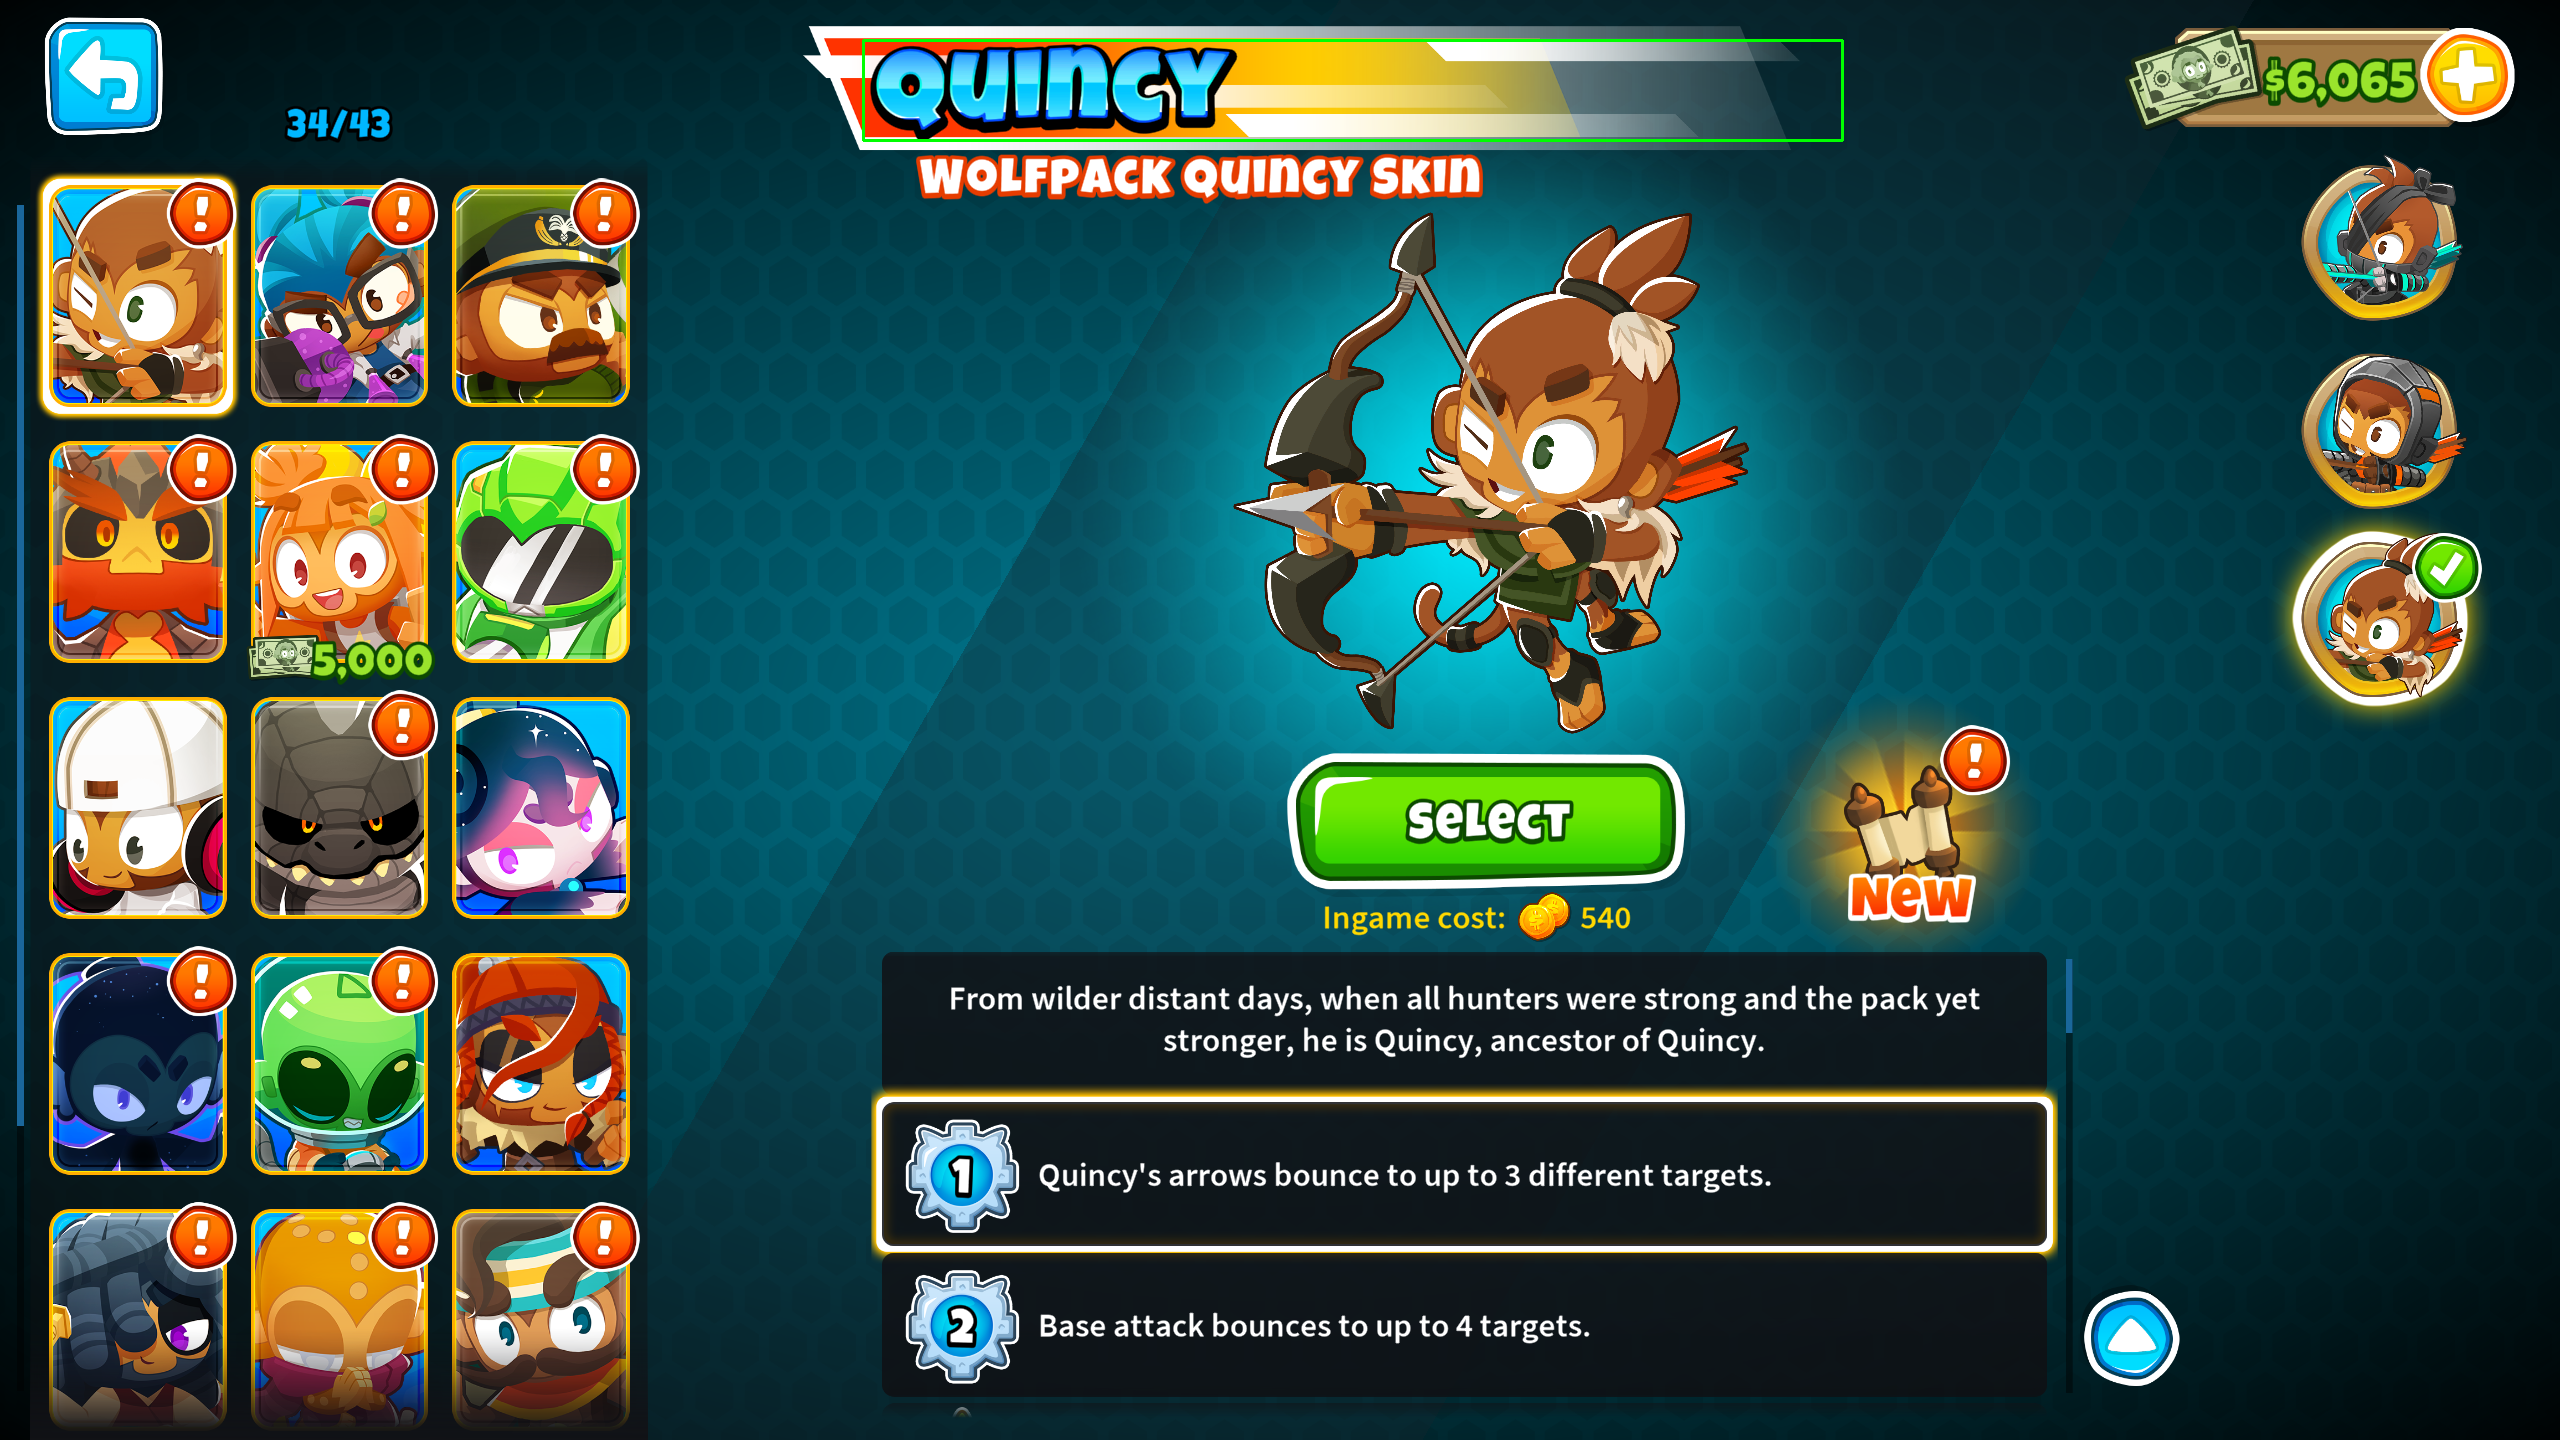 34/43
QUINCY
WOLFPACK QUINCY SKIN
$6,065
5,000
SELECT
Ingame cost: 540
NEW
From wilder distant days, when all hunters were strong and the pack yet
stronger, he is Quincy, ancestor of Quincy.
1 Quincy's arrows bounce to up to 3 different targets.
2 Base attack bounces to up to 4 targets.